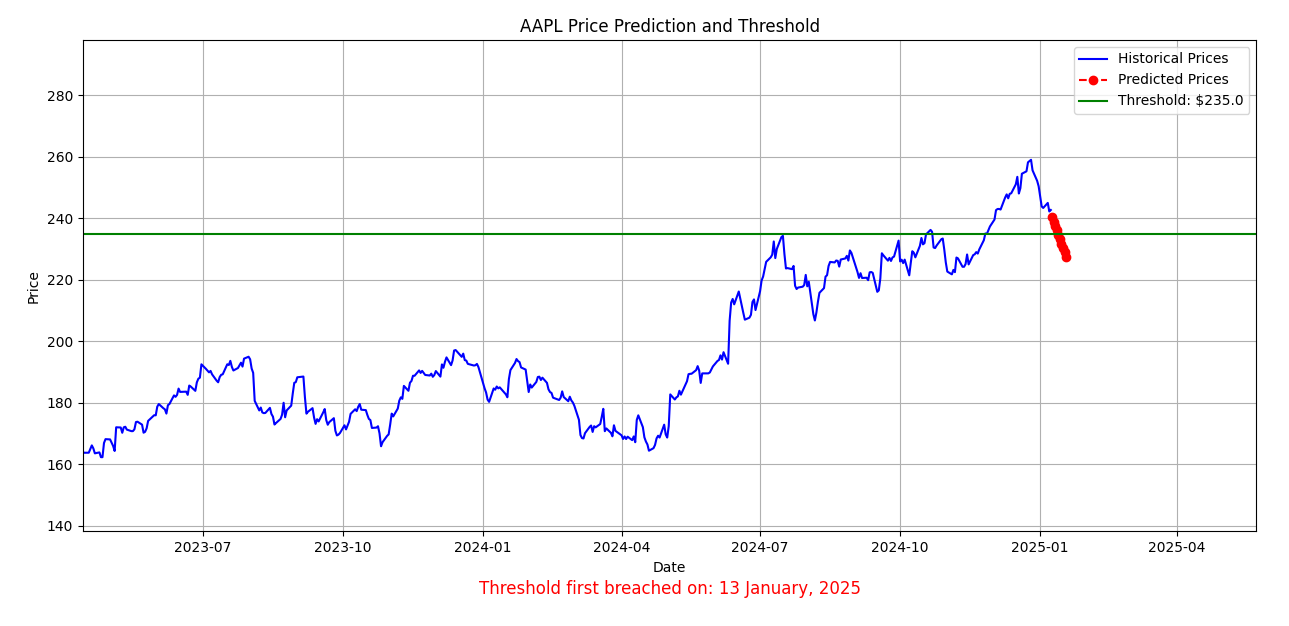 AAPL Price Prediction and Threshold
Historical Prices
Predicted Prices
Threshold: $235.0
Price
280
260
240
220
200
180
160
140
2023-07 2023-10 2024-01 2024-04 2024-07 2024-10 2025-01 2025-04
Date
Threshold first breached on: 13 January, 2025